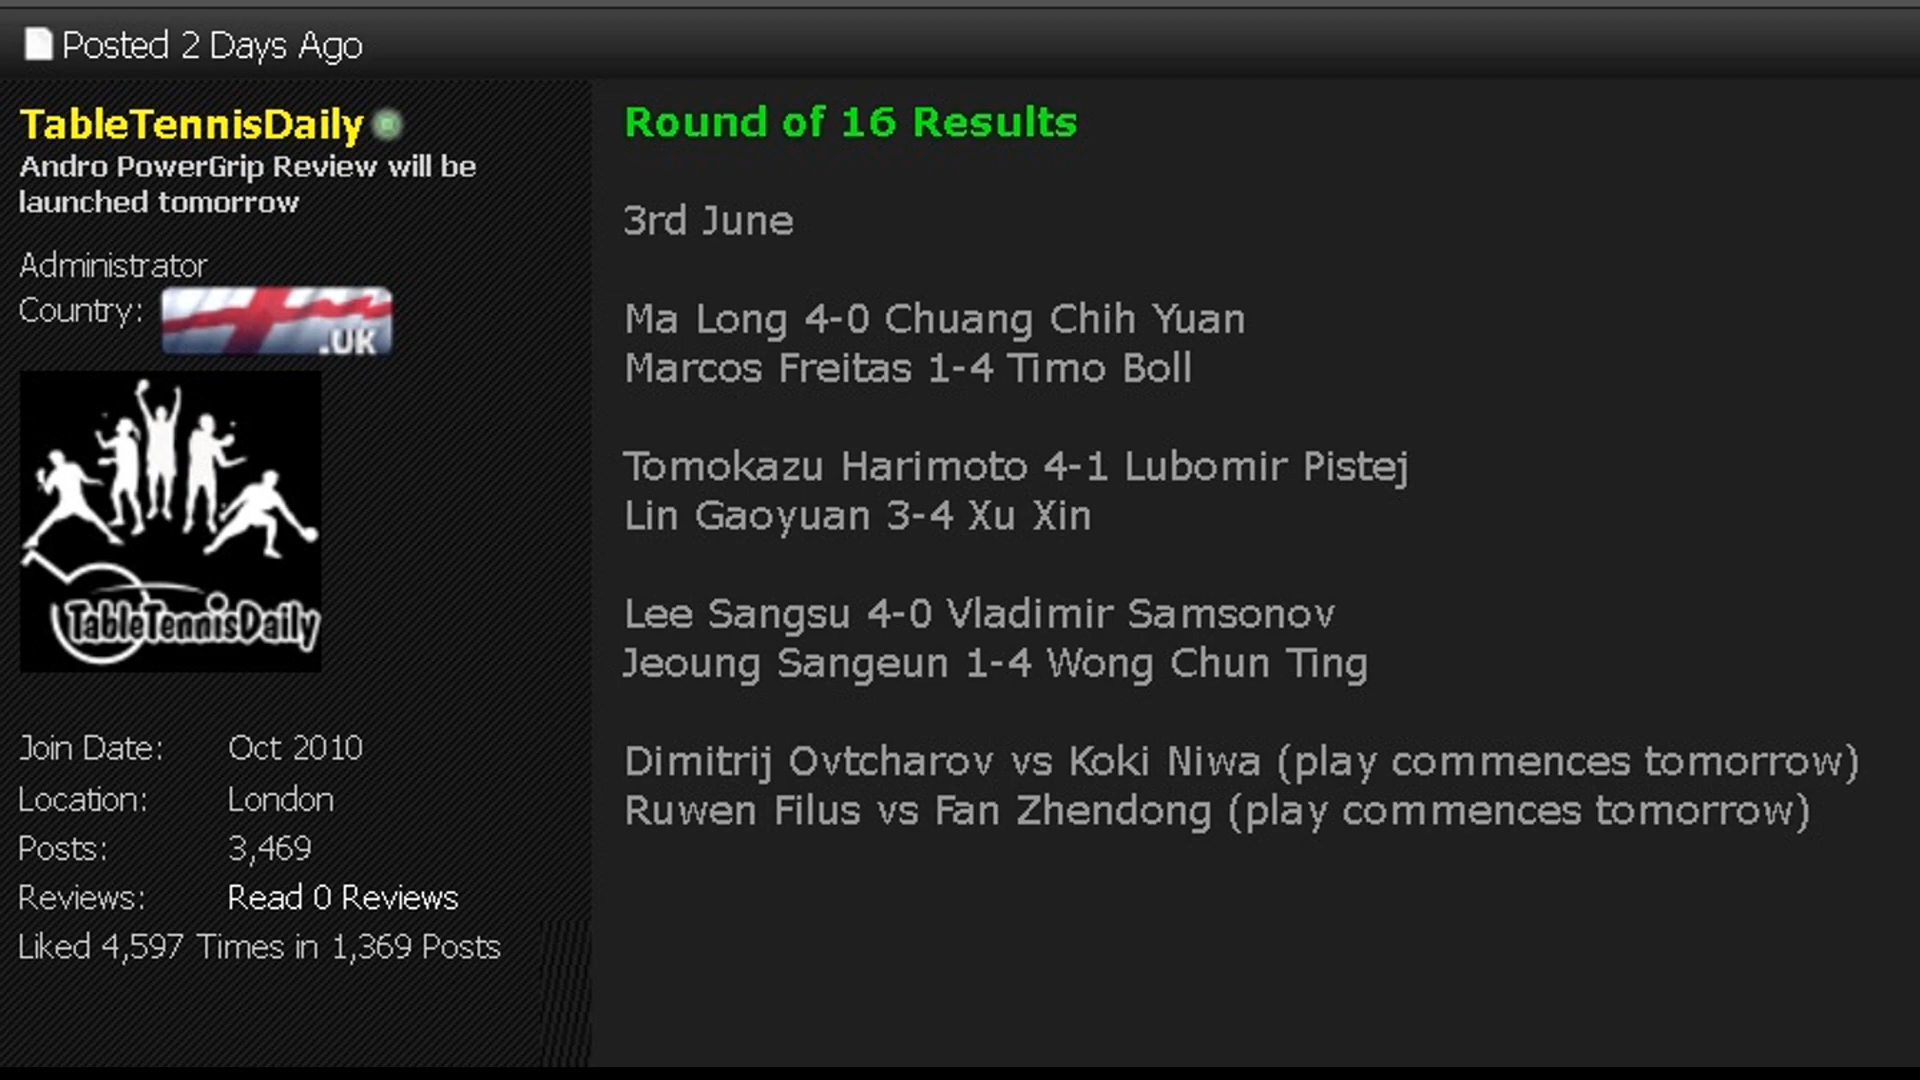 Posted 2 Days Ago
TableTennisDaily
Andro PowerGrip Review will be
launched tomorrow
Administrator
Country: .UK
TableTennisDaily
Join Date: Oct 2010
Location: London
Posts: 3,469
Reviews: Read 0 Reviews
Liked 4,597 Times in 1,369 Posts
Round of 16 Results
3rd June
Ma Long 4-0 Chuang Chih Yuan
Marcos Freitas 1-4 Timo Boll
Tomokazu Harimoto 4-1 Lubomir Pistej
Lin Gaoyuan 3-4 Xu Xin
Lee Sangsu 4-0 Vladimir Samsonov
Jeoung Sangeun 1-4 Wong Chun Ting
Dimitrij Ovtcharov vs Koki Niwa (play commences tomorrow)
Ruwen Filus vs Fan Zhendong (play commences tomorrow)